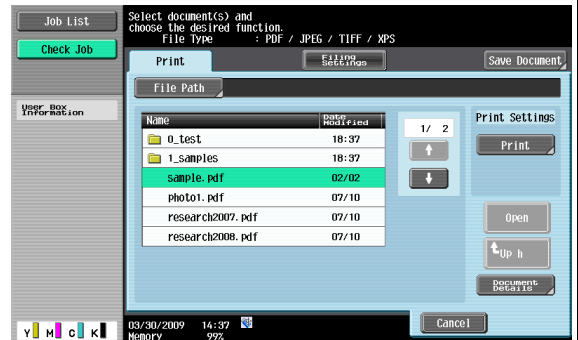 Job List
Check Job
User Box
Information
Select document(s) and
choose the desired function.
File Type : PDF / JPEG / TIFF / XPS
Print
Filing
Settings
Save Document
File Path
Name
Date
Modified
0_test 18:37
1_samples 18:37
sample.pdf 02/02
photo1.pdf 07/10
research2007.pdf 07/10
research2008.pdf 07/10
1/ 2
Print Settings
Print
Open
Up h
Document
Details
Y M C K
03/30/2009 14:37
Memory 99%
Cancel